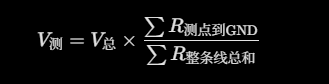 V测 = V总 × ∑ R测点到GND / ∑ R整条线总和